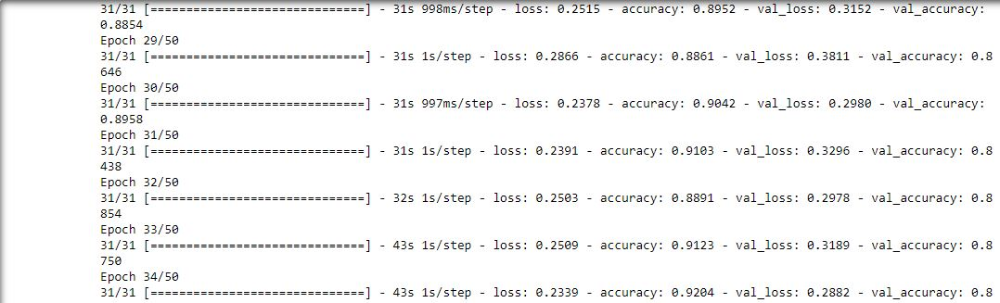 31/31 [==============================] - 31s 998ms/step - loss: 0.2515 - accuracy: 0.8952 - val_loss: 0.3152 - val_accuracy:
0.8854
Epoch 29/50
31/31 [==============================] - 31s 1s/step - loss: 0.2866 - accuracy: 0.8861 - val_loss: 0.3811 - val_accuracy: 0.8
646
Epoch 30/50
31/31 [==============================] - 31s 997ms/step - loss: 0.2378 - accuracy: 0.9042 - val_loss: 0.2980 - val_accuracy:
0.8958
Epoch 31/50
31/31 [==============================] - 31s 1s/step - loss: 0.2391 - accuracy: 0.9103 - val_loss: 0.3296 - val_accuracy: 0.8
438
Epoch 32/50
31/31 [==============================] - 32s 1s/step - loss: 0.2503 - accuracy: 0.8891 - val_loss: 0.2978 - val_accuracy: 0.8
854
Epoch 33/50
31/31 [==============================] - 43s 1s/step - loss: 0.2509 - accuracy: 0.9123 - val_loss: 0.3189 - val_accuracy: 0.8
750
Epoch 34/50
31/31 [==============================] - 43s 1s/step - loss: 0.2339 - accuracy: 0.9204 - val_loss: 0.2882 - val_accuracy: 0.8